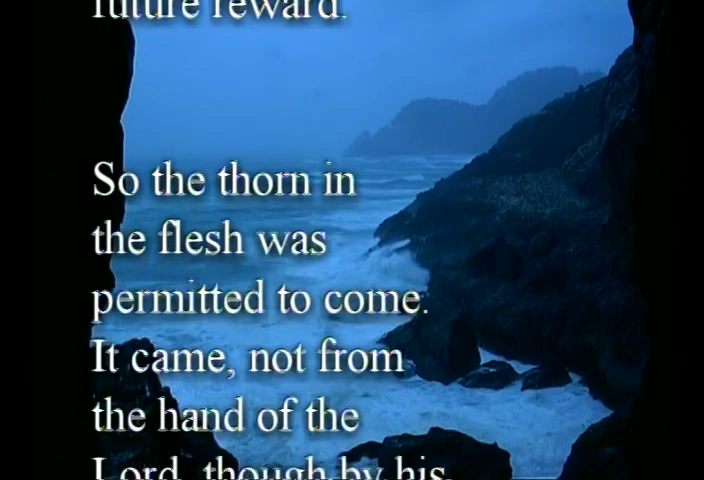 future reward.
So the thorn in
the flesh was
permitted to come.
It came, not from
the hand of the
Lord, though by his